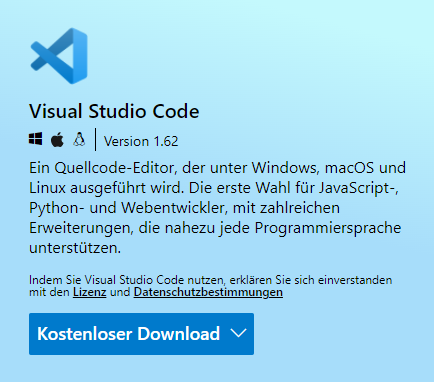 Visual Studio Code
Version 1.62
Ein Quellcode-Editor, der unter Windows, macOS und
Linux ausgeführt wird. Die erste Wahl für JavaScript-,
Python- und Webentwickler, mit zahlreichen
Erweiterungen, die nahezu jede Programmiersprache
unterstützen.
Indem Sie Visual Studio Code nutzen, erklären Sie sich einverstanden
mit den Lizenz und Datenschutzbestimmungen
Kostenloser Download